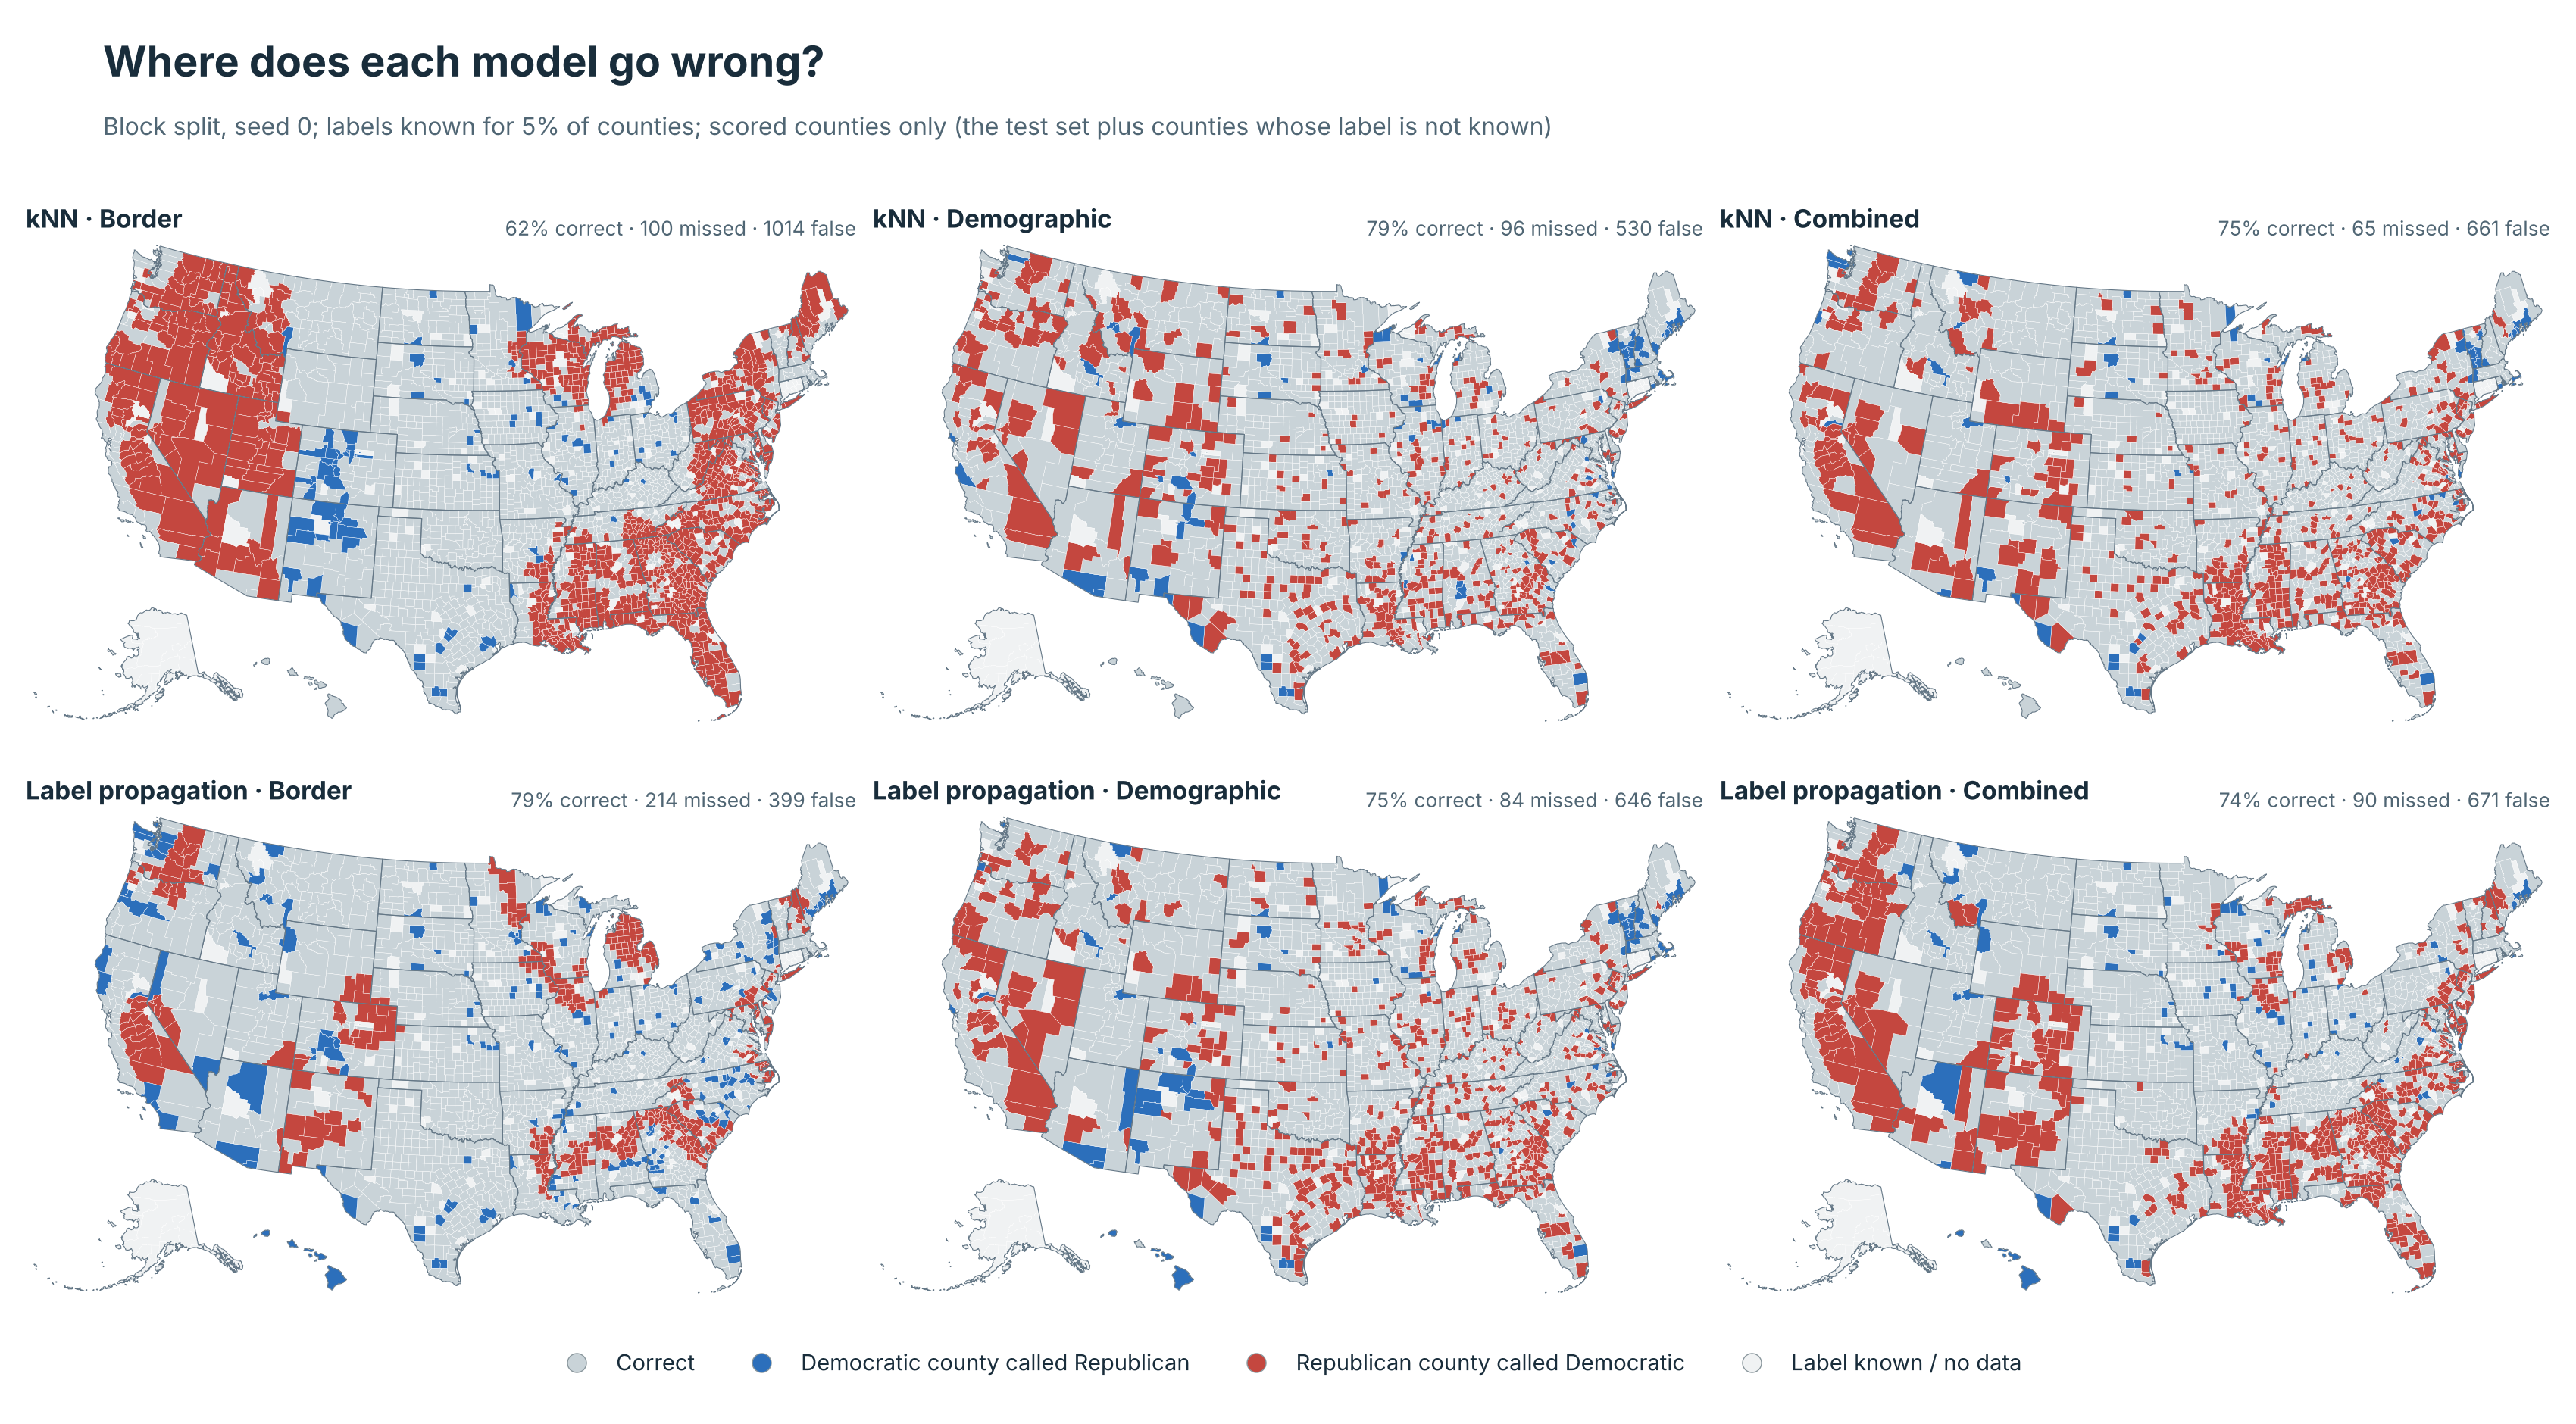 Where does each model go wrong?
Block split, seed 0; labels known for 5% of counties; scored counties only (the test set plus counties whose label is not known)
kNN · Border
62% correct · 100 missed · 1014 false
kNN · Demographic
79% correct · 96 missed · 530 false
kNN · Combined
75% correct · 65 missed · 661 false
Label propagation · Border
79% correct · 214 missed · 399 false
Label propagation · Demographic
75% correct · 84 missed · 646 false
Label propagation · Combined
74% correct · 90 missed · 671 false
Correct
Democratic county called Republican
Republican county called Democratic
Label known / no data